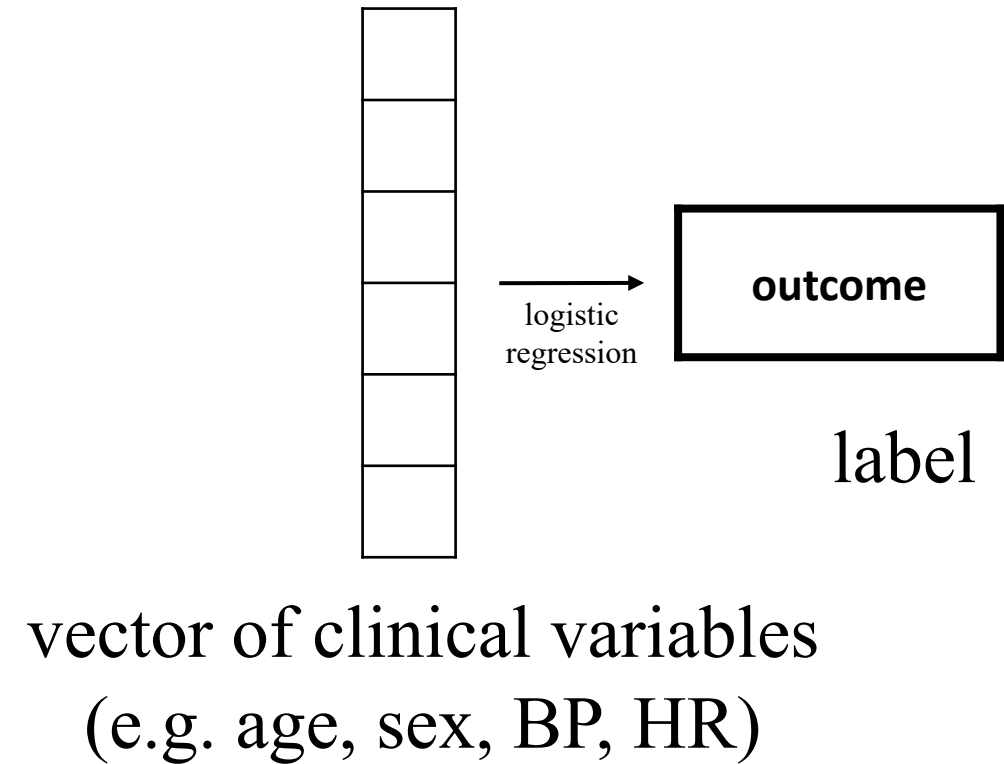 outcome
logistic
regression
label
vector of clinical variables
(e.g. age, sex, BP, HR)